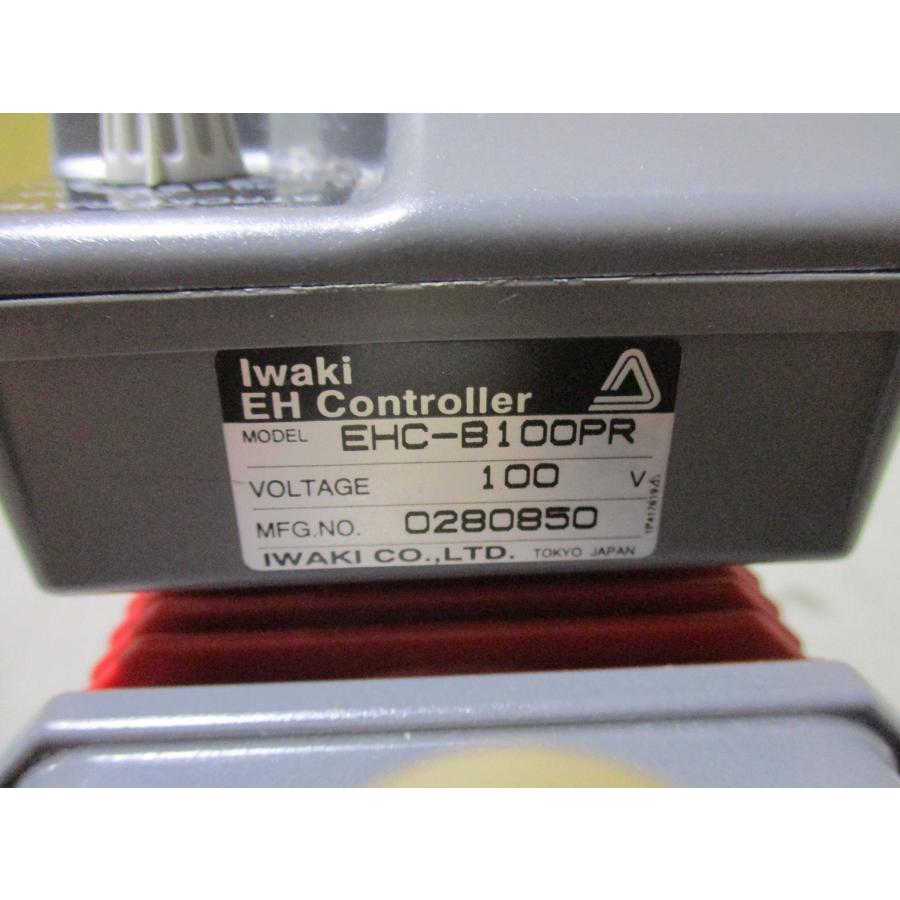 Iwaki
EH Controller
MODEL EHC-B100PR
VOLTAGE 100 V
MFG.NO. 0280850
IWAKI CO.,LTD. TOKYO JAPAN